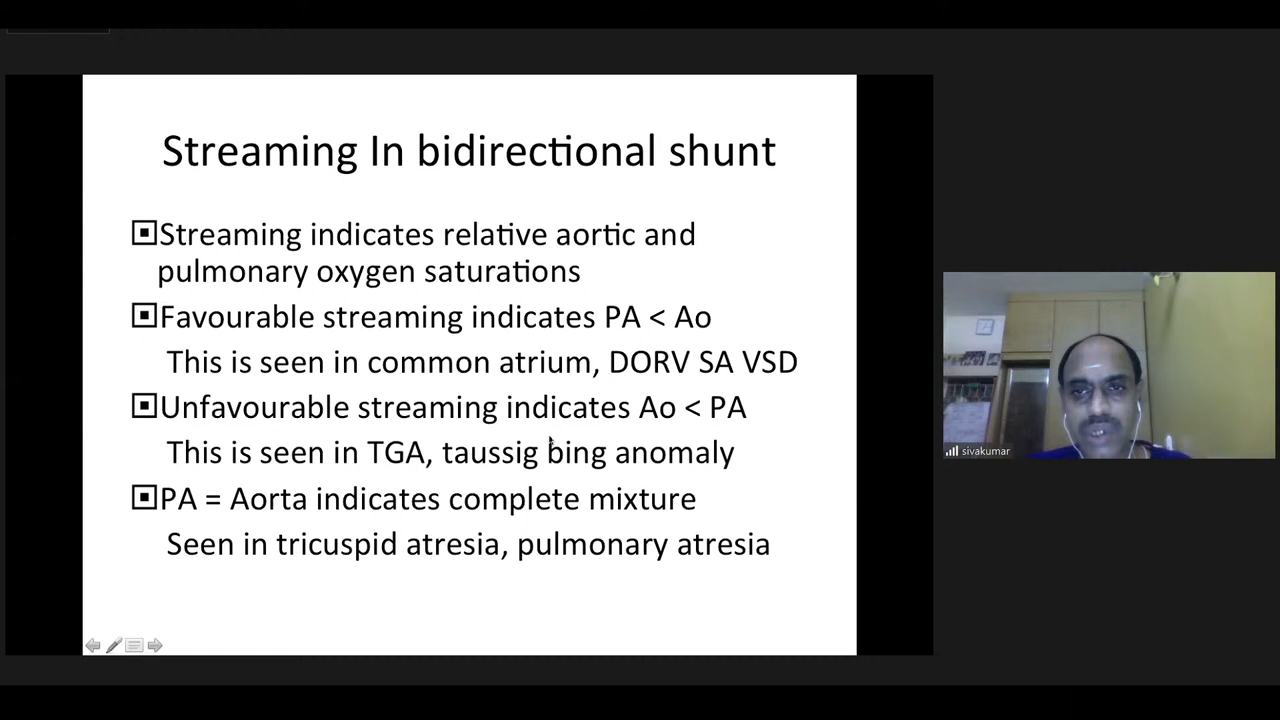 Streaming In bidirectional shunt
Streaming indicates relative aortic and
pulmonary oxygen saturations
Favourable streaming indicates PA < Ao
This is seen in common atrium, DORV SA VSD
Unfavourable streaming indicates Ao < PA
This is seen in TGA, taussig bing anomaly
PA = Aorta indicates complete mixture
Seen in tricuspid atresia, pulmonary atresia
sivakumar